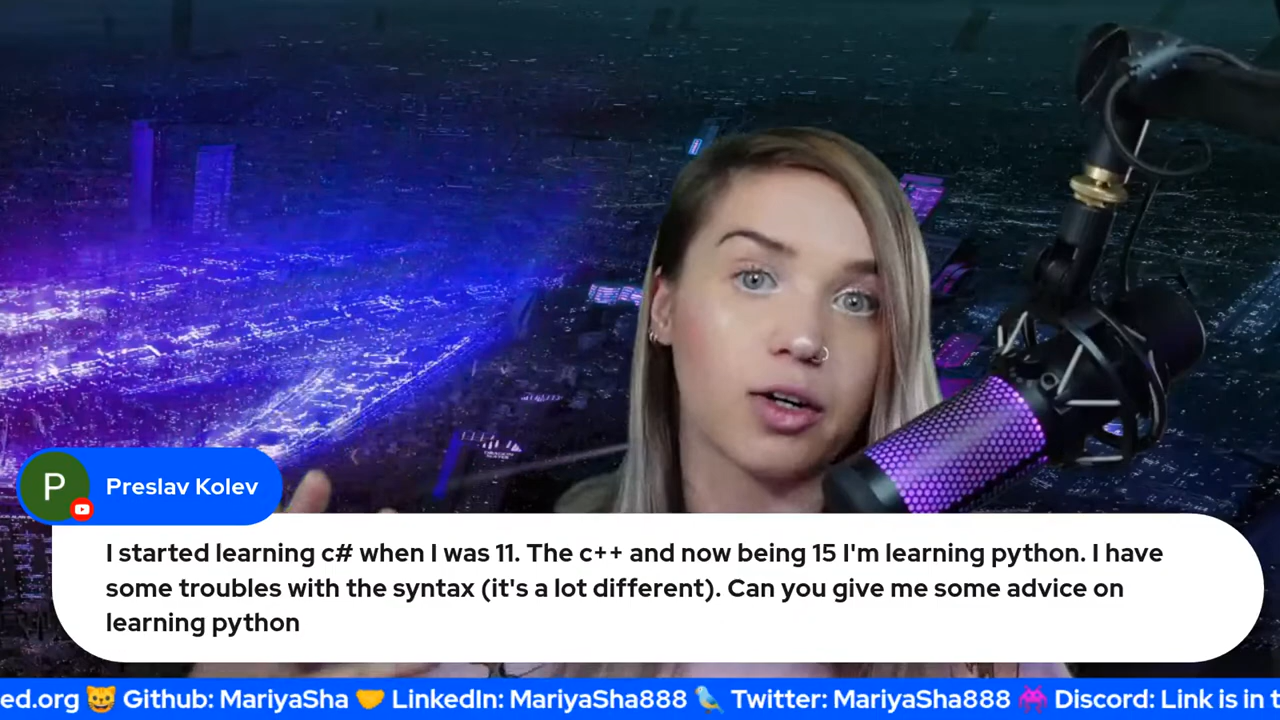 P
Preslav Kolev
I started learning c# when I was 11. The c++ and now being 15 I'm learning python. I have
some troubles with the syntax (it's a lot different). Can you give me some advice on
learning python
ed.org 😺 Github: MariyaSha 🤝 LinkedIn: MariyaSha888 🐦 Twitter: MariyaSha888 👾 Discord: Link is in t